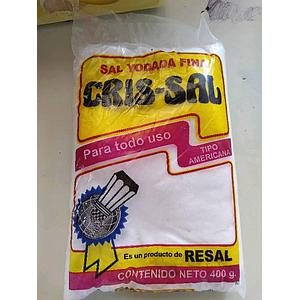 SAL YODADA FINA
CRIS-SAL
Para todo uso
TIPO
AMERICANA
Es un producto de RESAL
CONTENIDO NETO 400 g.